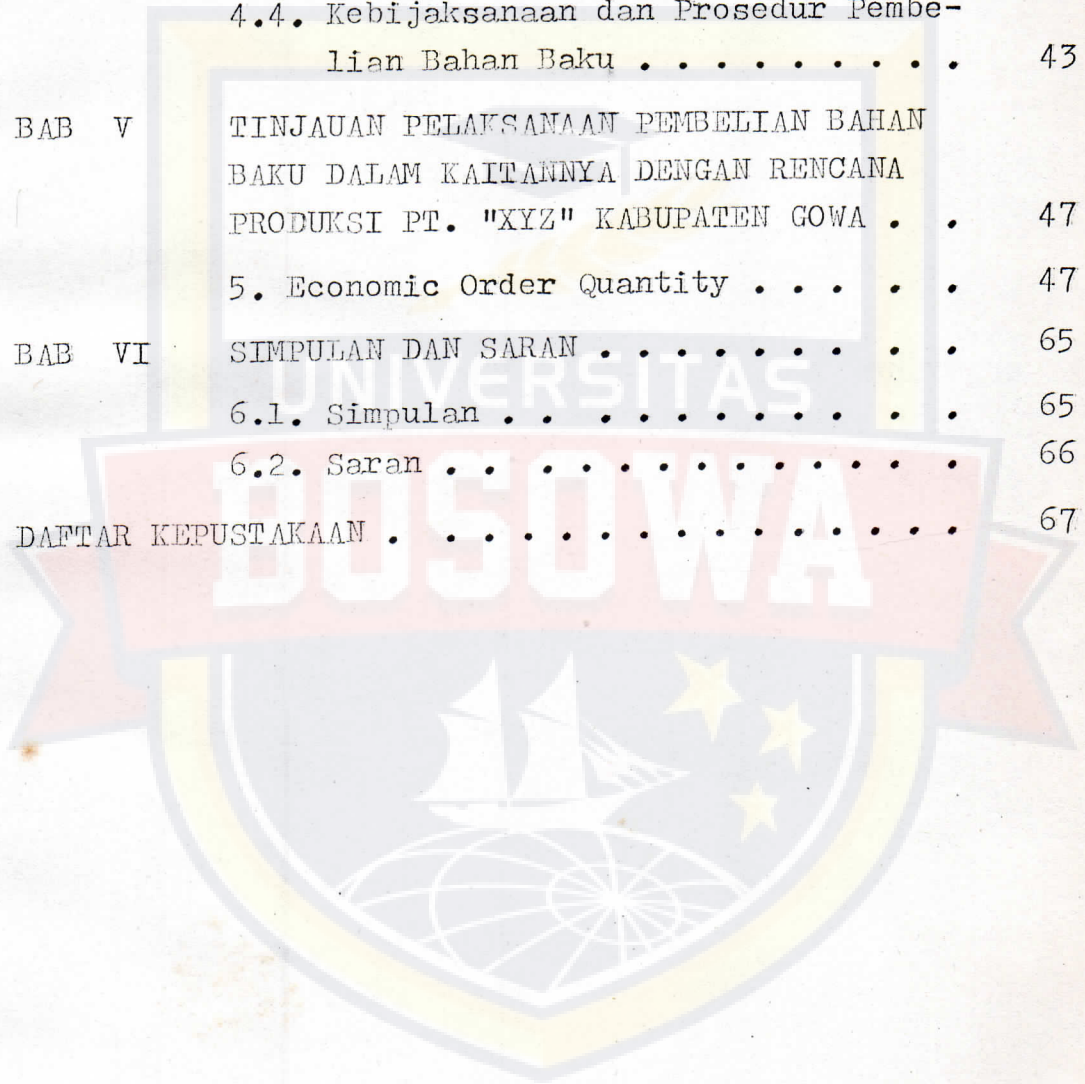 4.4. Kebijaksanaan dan Prosedur Pembe-
lian Bahan Baku . . . . . . . . . . 43
BAB V TINJAUAN PELAKSANAAN PEMBELIAN BAHAN
BAKU DALAM KAITANNYA DENGAN RENCANA
PRODUKSI PT. "XYZ" KABUPATEN GOWA . . 47
5. Economic Order Quantity . . . . . . 47
BAB VI SIMPULAN DAN SARAN . . . . . . . . . . 65
UNIVERSITAS
6.1. Simpulan . . . . . . . . . . . . 65
6.2. Saran . . . . . . . . . . . . . . 66
BOSOWA
DAFTAR KEPUSTAKAAN . . . . . . . . . . . . . . . 67